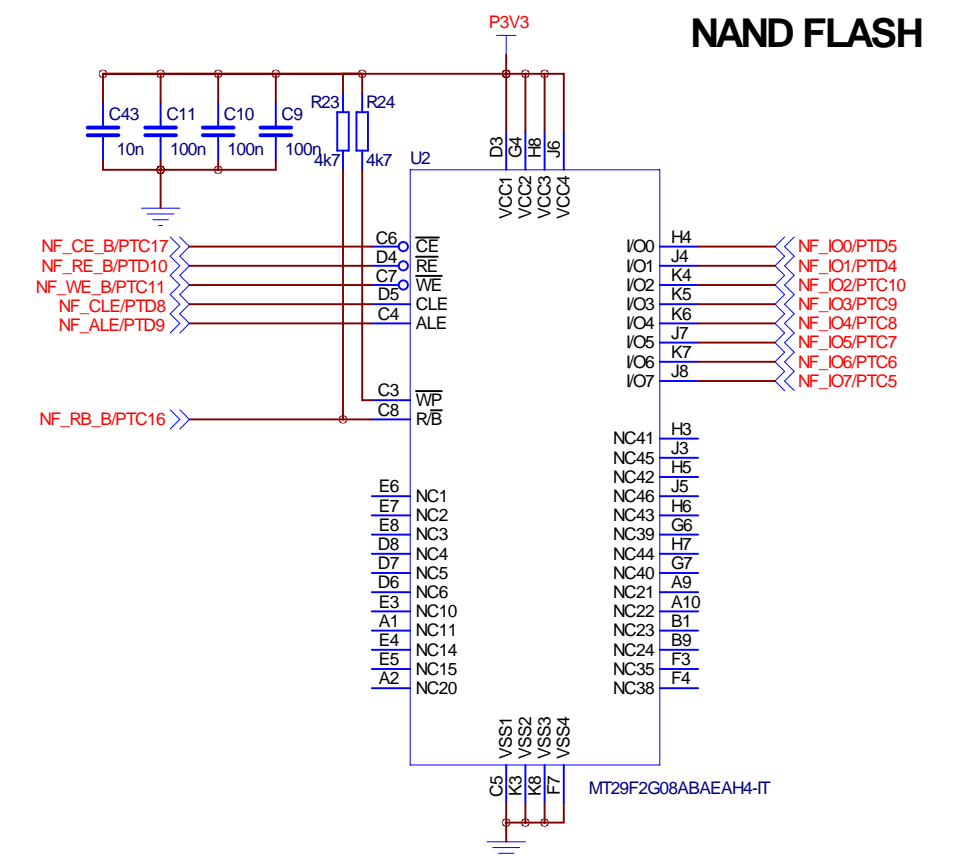 P3V3
NAND FLASH
C43 C11 C10 C9 R23 R24
10n 100n 100n 100n 4k7 4k7
U2
D3 G4 H8 J6
VCC1 VCC2 VCC3 VCC4
NF_CE_B/PTC17 C6 CE I/O0 H4 NF_IO0/PTD5
NF_RE_B/PTD10 D4 RE I/O1 J4 NF_IO1/PTD4
NF_WE_B/PTC11 C7 WE I/O2 K4 NF_IO2/PTC10
NF_CLE/PTD8 D5 CLE I/O3 K5 NF_IO3/PTC9
NF_ALE/PTD9 C4 ALE I/O4 K6 NF_IO4/PTC8
I/O5 J7 NF_IO5/PTC7
I/O6 K7 NF_IO6/PTC6
I/O7 J8 NF_IO7/PTC5
C3 WP
NF_RB_B/PTC16 C8 R/B
NC41 H3
NC45 J3
NC42 H5
E6 NC1 NC46 J5
E7 NC2 NC43 H6
E8 NC3 NC39 G6
D8 NC4 NC44 H7
D7 NC5 NC40 G7
D6 NC6 NC21 A9
E3 NC10 NC22 A10
A1 NC11 NC23 B1
E4 NC14 NC24 B9
E5 NC15 NC35 F3
A2 NC20 NC38 F4
VSS1 VSS2 VSS3 VSS4
C5 K3 K8 F7
MT29F2G08ABAEAH4-IT